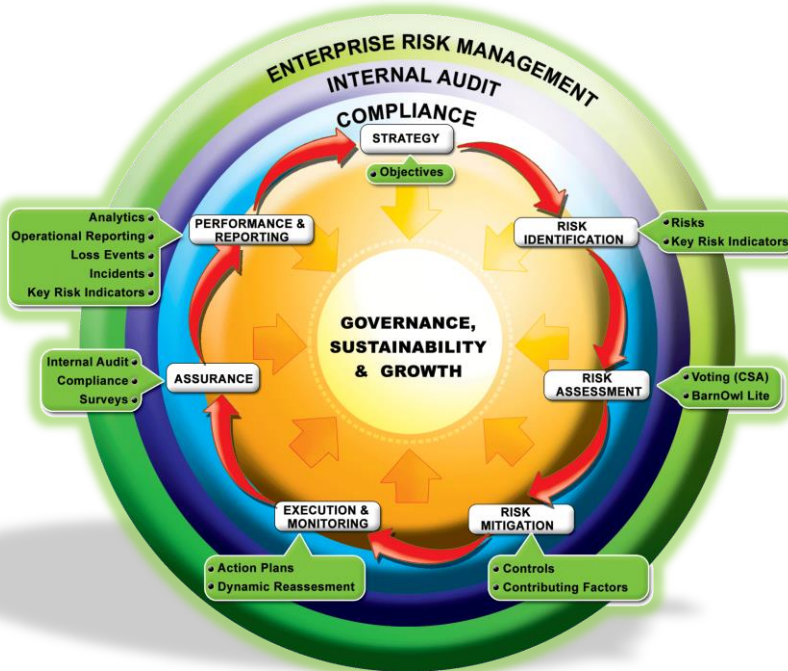 ENTERPRISE RISK MANAGEMENT
INTERNAL AUDIT
COMPLIANCE
STRATEGY
Objectives
RISK
IDENTIFICATION
Risks
Key Risk Indicators
RISK
ASSESSMENT
Voting (CSA)
BarnOwl Lite
RISK
MITIGATION
Controls
Contributing Factors
EXECUTION &
MONITORING
Action Plans
Dynamic Reassesment
ASSURANCE
Internal Audit
Compliance
Surveys
PERFORMANCE &
REPORTING
Analytics
Operational Reporting
Loss Events
Incidents
Key Risk Indicators
GOVERNANCE,
SUSTAINABILITY
& GROWTH